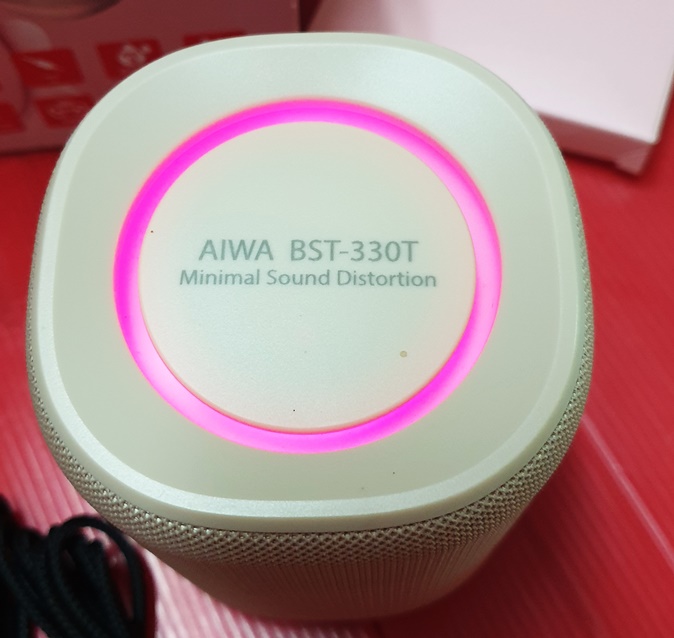 AIWA BST-330T
Minimal Sound Distortion